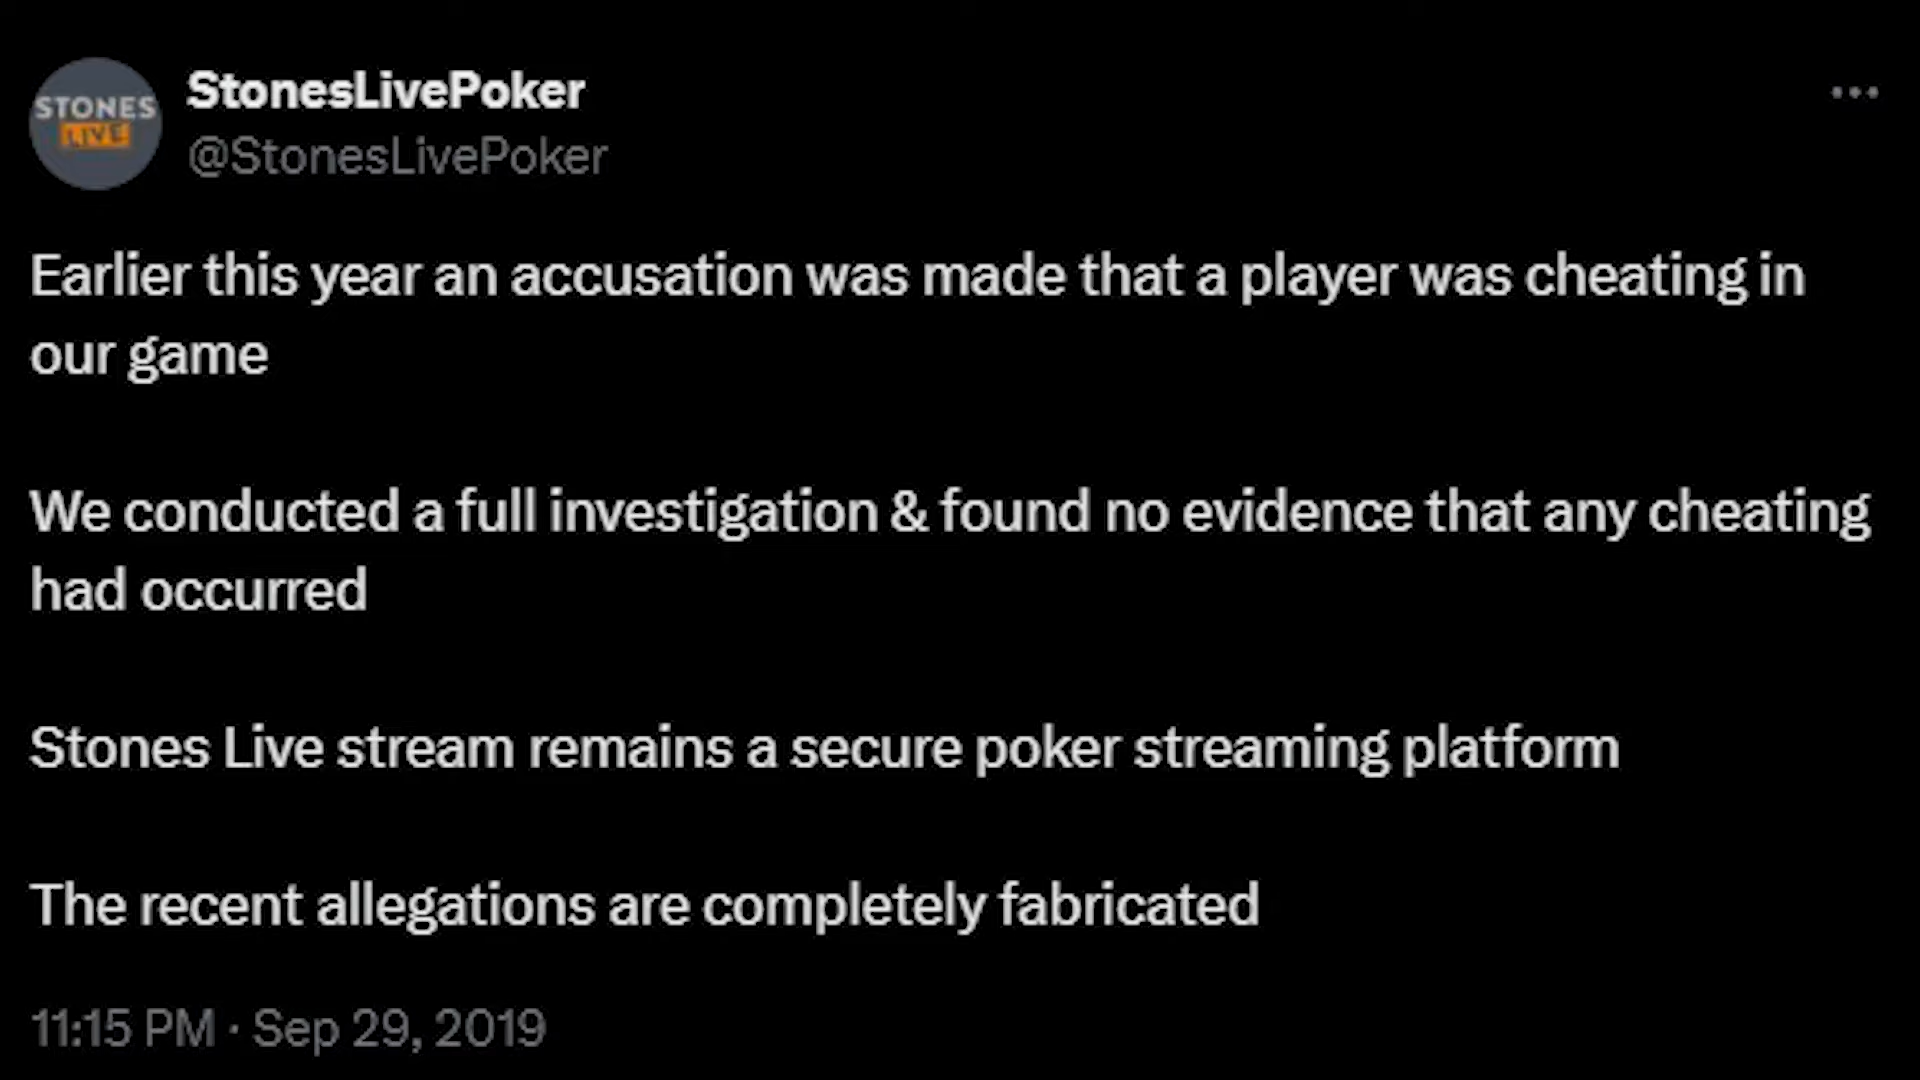 STONES
LIVE
StonesLivePoker
@StonesLivePoker
Earlier this year an accusation was made that a player was cheating in
our game
We conducted a full investigation & found no evidence that any cheating
had occurred
Stones Live stream remains a secure poker streaming platform
The recent allegations are completely fabricated
11:15 PM · Sep 29, 2019